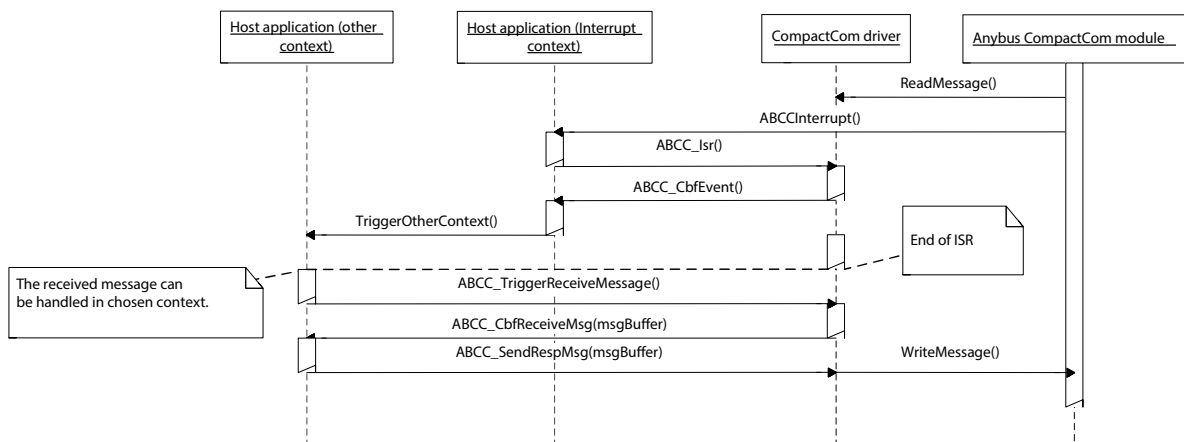 Host application (other
context)
Host application (Interrupt
context)
CompactCom driver
Anybus CompactCom module
ReadMessage()
ABCCInterrupt()
ABCC_Isr()
ABCC_CbfEvent()
TriggerOtherContext()
End of ISR
The received message can
be handled in chosen context.
ABCC_TriggerReceiveMessage()
ABCC_CbfReceiveMsg(msgBuffer)
ABCC_SendRespMsg(msgBuffer)
WriteMessage()